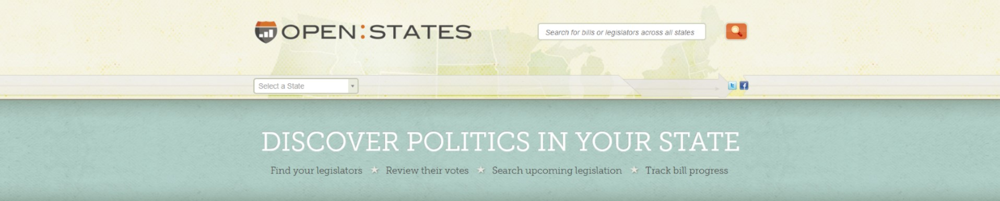 OPEN:STATES
Search for bills or legislators across all states
Select a State
DISCOVER POLITICS IN YOUR STATE
Find your legislators ★ Review their votes ★ Search upcoming legislation ★ Track bill progress